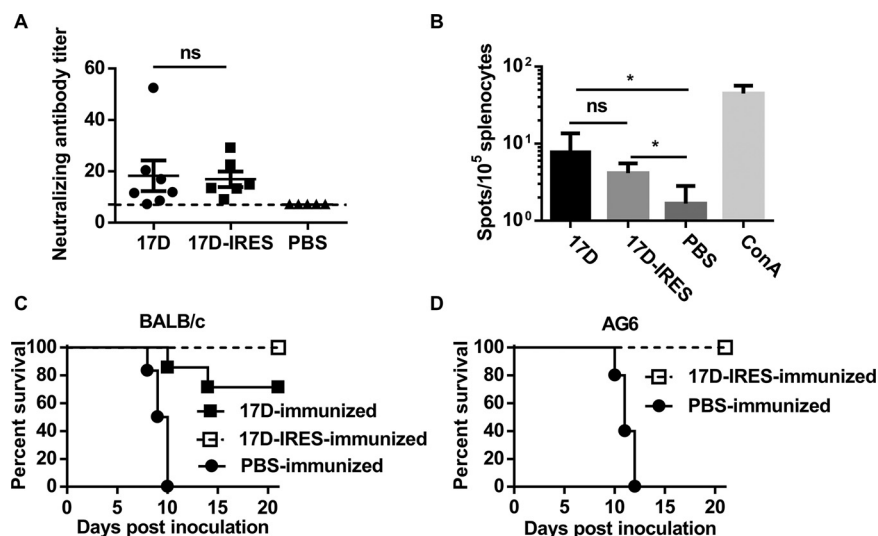 A
Neutralizing antibody titer
60
40
20
0
ns
17D
17D-IRES
PBS
B
Spots/10⁵ splenocytes
10²
10¹
10⁰
*
ns
*
17D
17D-IRES
PBS
ConA
C
BALB/c
Percent survival
100
80
60
40
20
0
17D-immunized
17D-IRES-immunized
PBS-immunized
0 5 10 15 20
Days post inoculation
D
AG6
Percent survival
100
80
60
40
20
0
17D-IRES-immunized
PBS-immunized
0 5 10 15 20
Days post inoculation